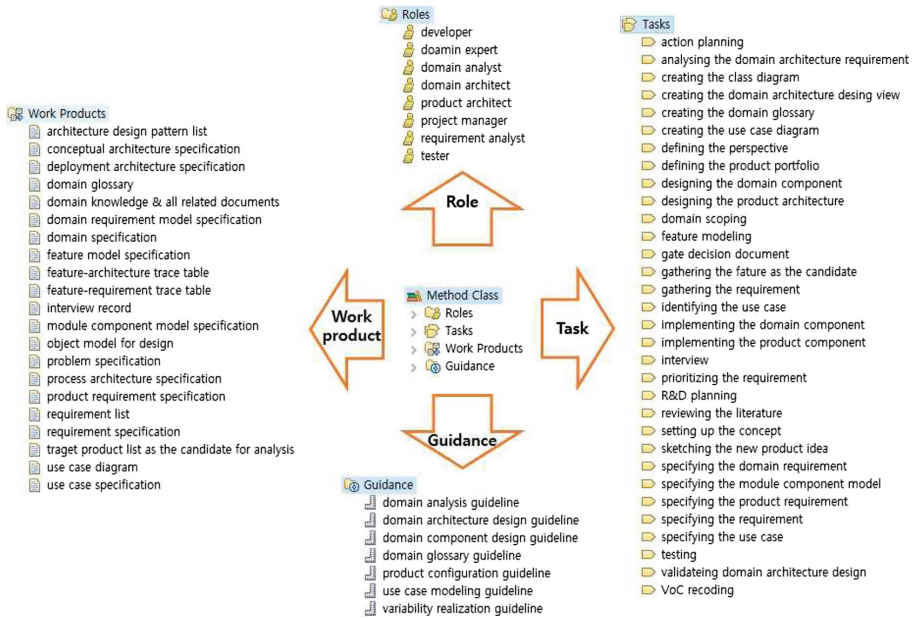 Roles
developer
doamin expert
domain analyst
domain architect
product architect
project manager
requirement analyst
tester
Work Products
architecture design pattern list
conceptual architecture specification
deployment architecture specification
domain glossary
domain knowledge & all related documents
domain requirement model specification
domain specification
feature model specification
feature-architecture trace table
feature-requirement trace table
interview record
module component model specification
object model for design
problem specification
process architecture specification
product requirement specification
requirement list
requirement specification
traget product list as the candidate for analysis
use case diagram
use case specification
Role
Work
product
Method Class
Roles
Tasks
Work Products
Guidance
Task
Guidance
Guidance
domain analysis guideline
domain architecture design guideline
domain component design guideline
domain glossary guideline
product configuration guideline
use case modeling guideline
variability realization guideline
Tasks
action planning
analysing the domain architecture requirement
creating the class diagram
creating the domain architecture desing view
creating the domain glossary
creating the use case diagram
defining the perspective
defining the product portfolio
designing the domain component
designing the product architecture
domain scoping
feature modeling
gate decision document
gathering the fature as the candidate
gathering the requirement
identifying the use case
implementing the domain component
implementing the product component
interview
prioritizing the requirement
R&D planning
reviewing the literature
setting up the concept
sketching the new product idea
specifying the domain requirement
specifying the module component model
specifying the product requirement
specifying the requirement
specifying the use case
testing
validateing domain architecture design
VoC recoding